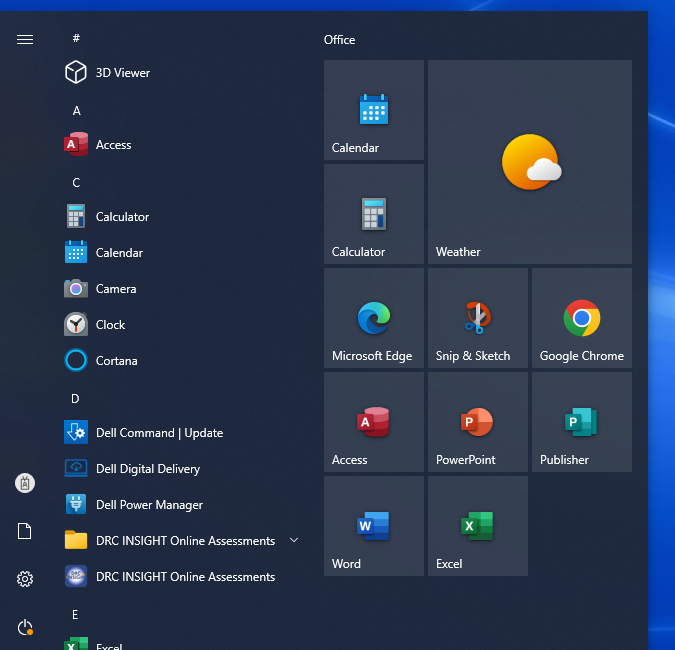 #
3D Viewer
A
Access
C
Calculator
Calendar
Camera
Clock
Cortana
D
Dell Command | Update
Dell Digital Delivery
Dell Power Manager
DRC INSIGHT Online Assessments
DRC INSIGHT Online Assessments
E
Excel
Office
Calendar
Calculator
Weather
Microsoft Edge
Snip & Sketch
Google Chrome
A
Access
P
PowerPoint
P
Publisher
W
Word
X
Excel